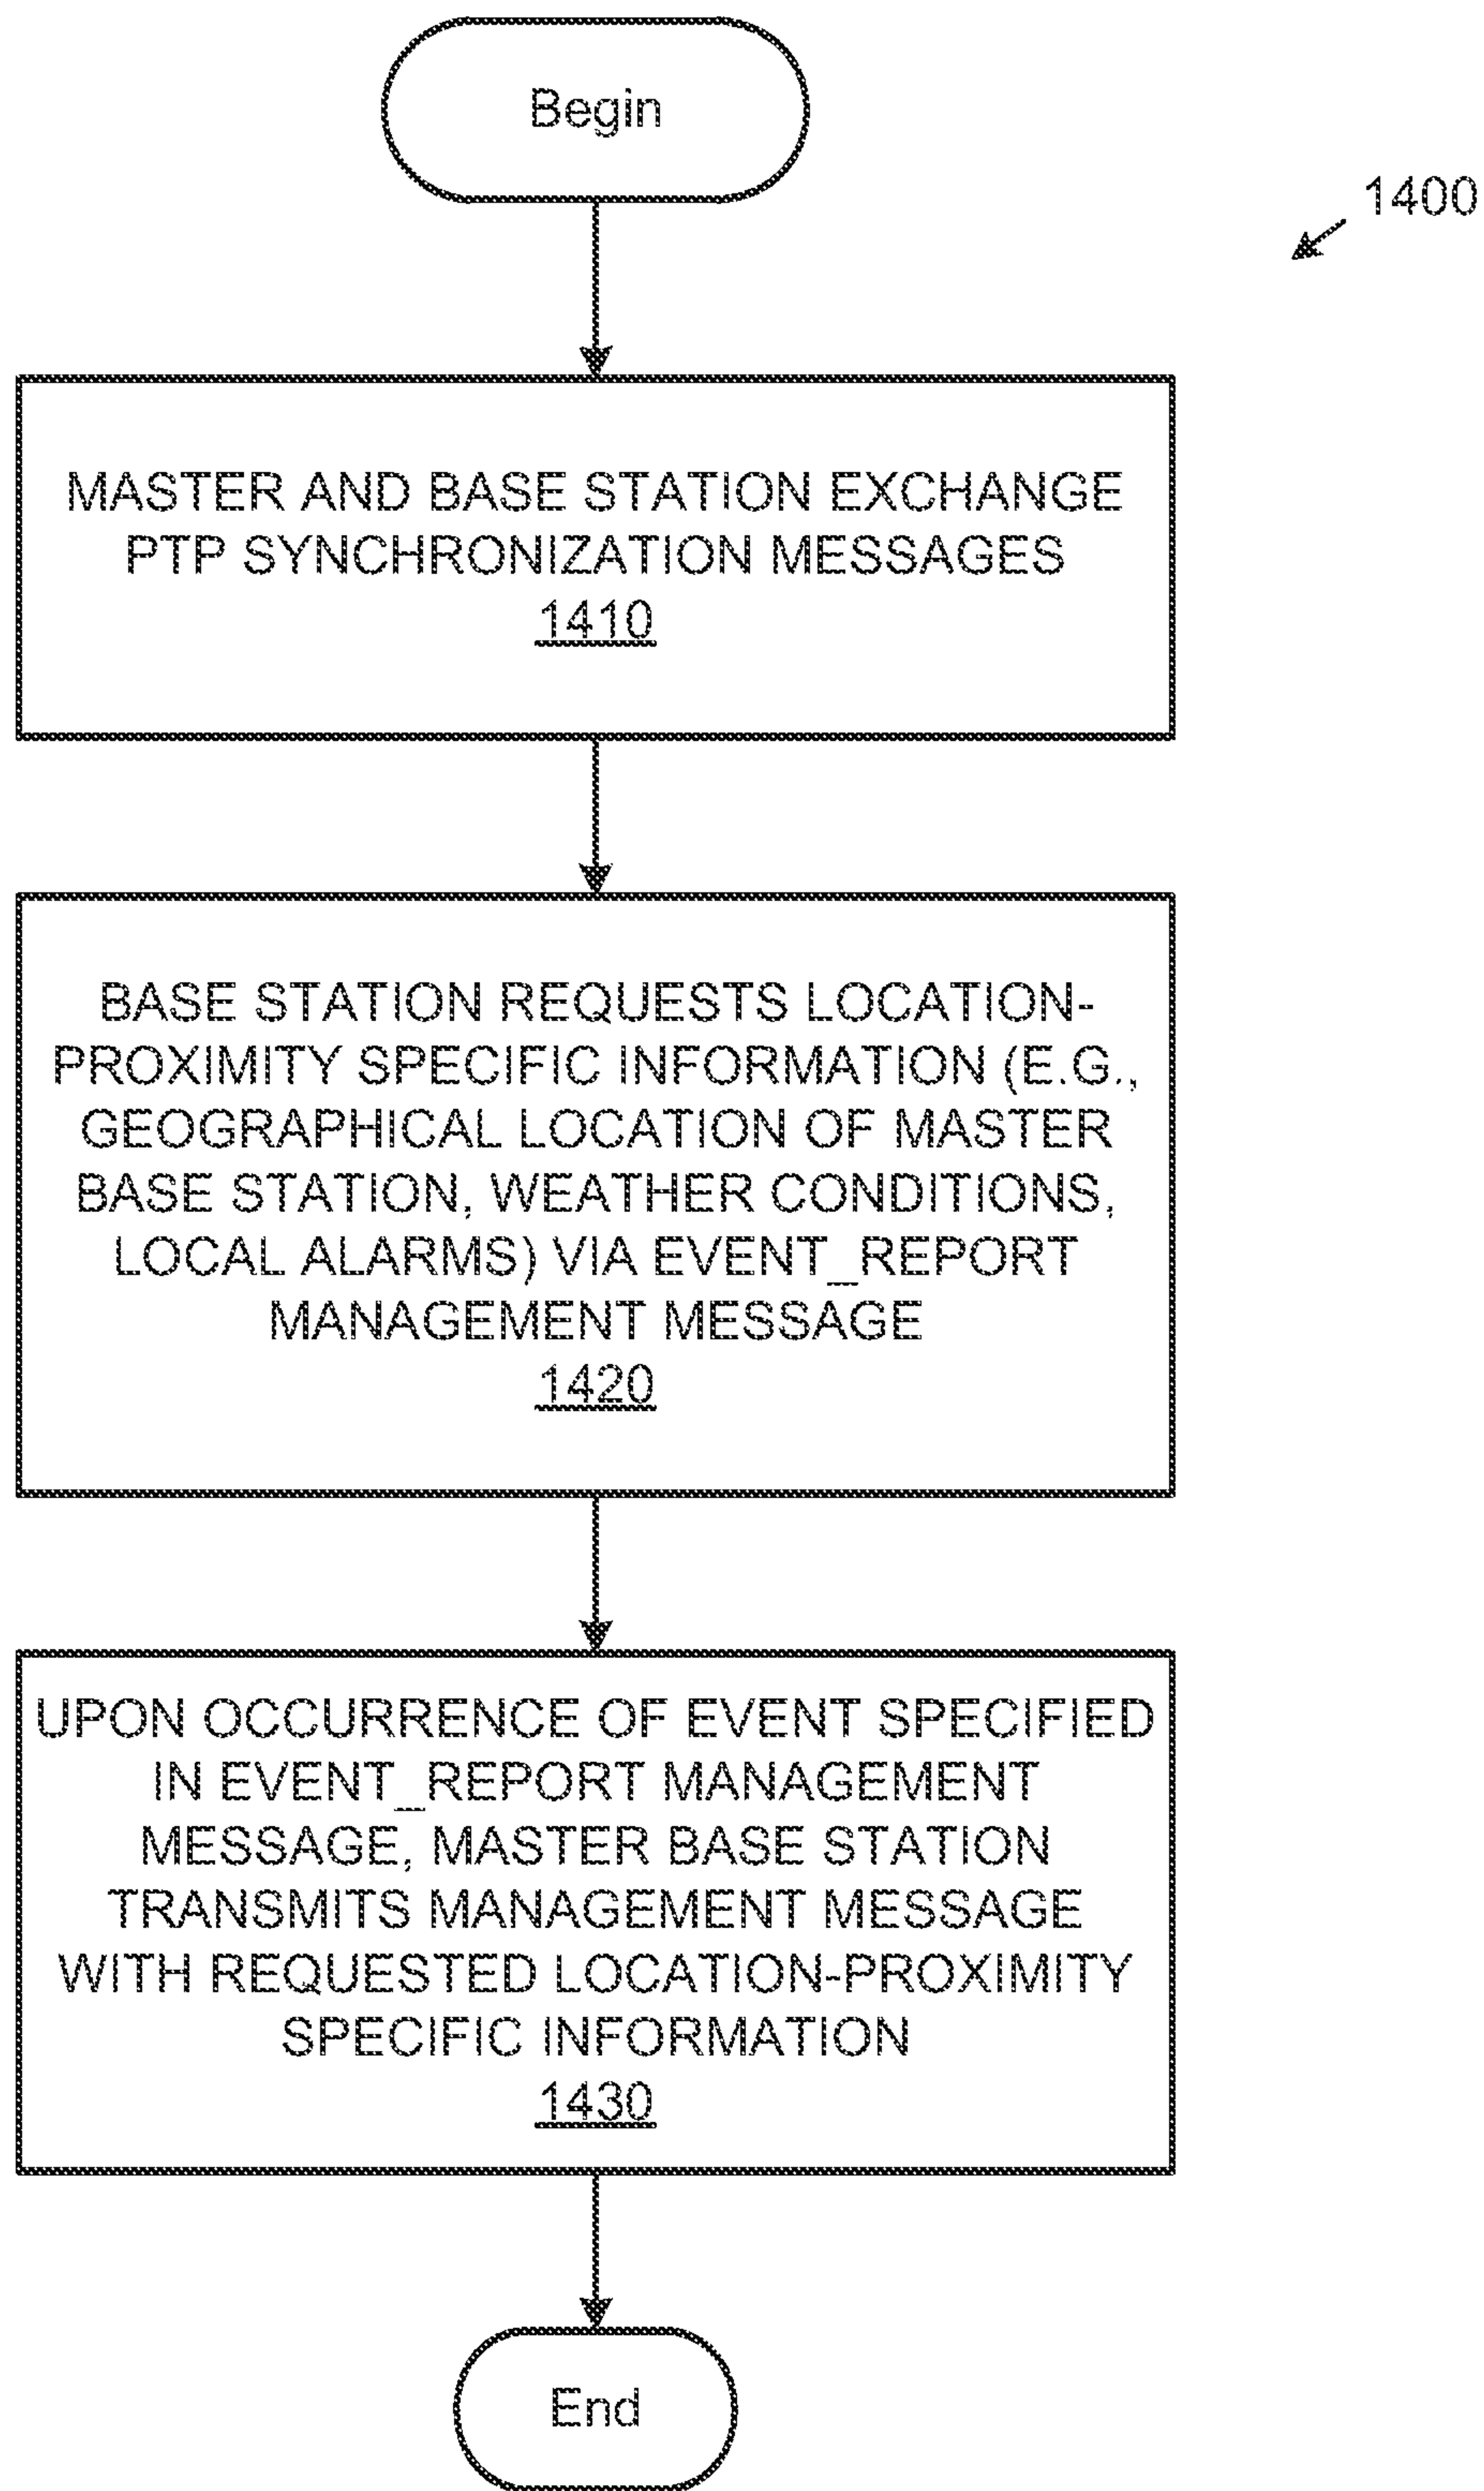 Begin
1400
MASTER AND BASE STATION EXCHANGE
PTP SYNCHRONIZATION MESSAGES
1410
BASE STATION REQUESTS LOCATION-
PROXIMITY SPECIFIC INFORMATION (E.G.,
GEOGRAPHICAL LOCATION OF MASTER
BASE STATION, WEATHER CONDITIONS,
LOCAL ALARMS) VIA EVENT_REPORT
MANAGEMENT MESSAGE
1420
UPON OCCURRENCE OF EVENT SPECIFIED
IN EVENT_REPORT MANAGEMENT
MESSAGE, MASTER BASE STATION
TRANSMITS MANAGEMENT MESSAGE
WITH REQUESTED LOCATION-PROXIMITY
SPECIFIC INFORMATION
1430
End